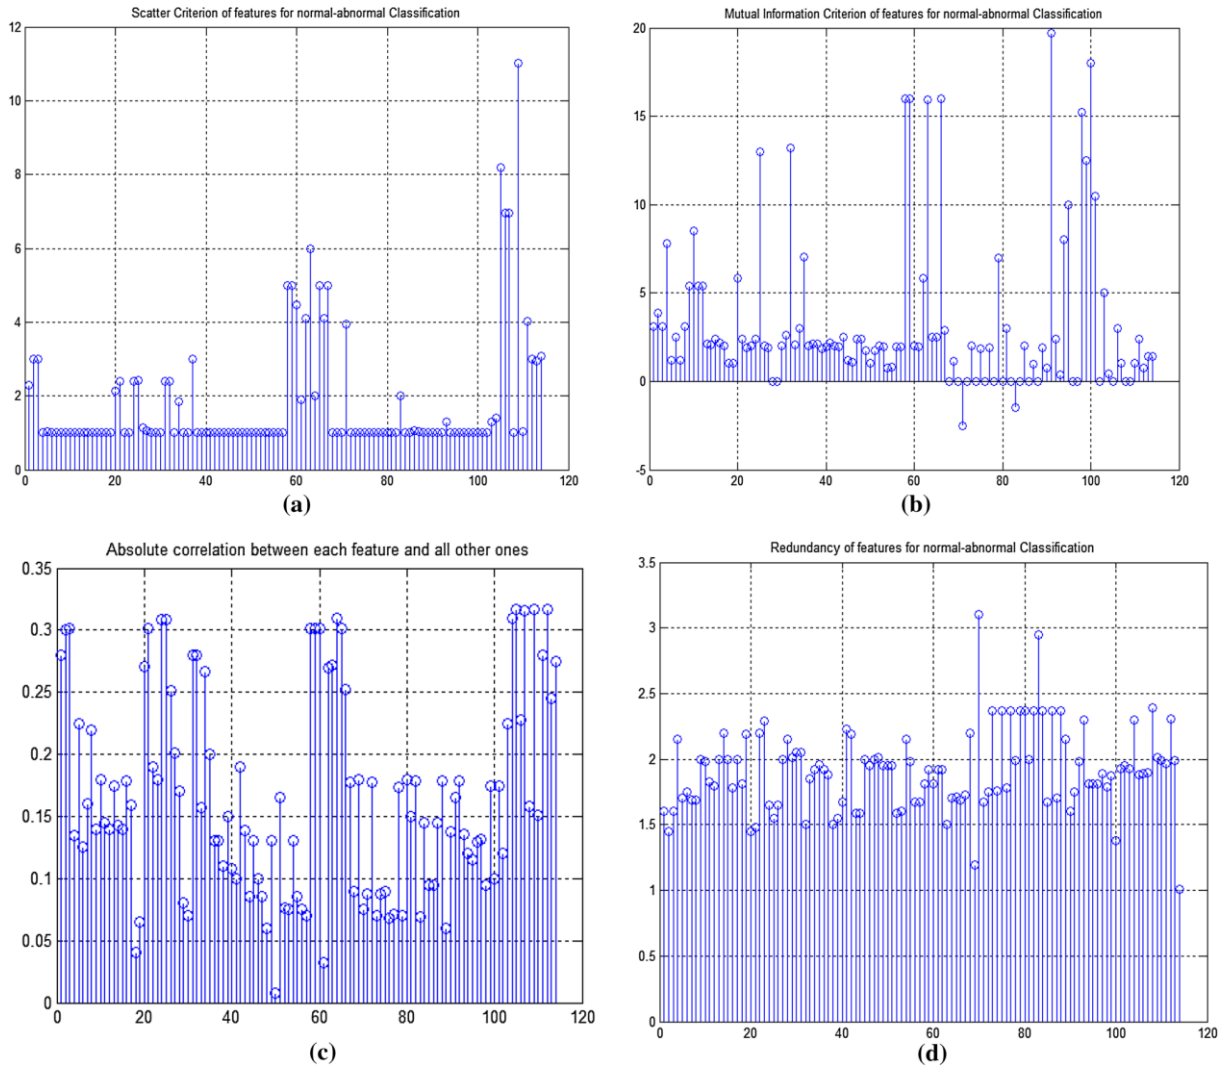 Scatter Criterion of features for normal-abnormal Classification
12
10
8
6
4
2
0
0 20 40 60 80 100 120
(a)
Mutual Information Criterion of features for normal-abnormal Classification
20
15
10
5
0
-5
0 20 40 60 80 100 120
(b)
Absolute correlation between each feature and all other ones
0.35
0.3
0.25
0.2
0.15
0.1
0.05
0
0 20 40 60 80 100 120
(c)
Redundancy of features for normal-abnormal Classification
3.5
3
2.5
2
1.5
1
0.5
0
0 20 40 60 80 100 120
(d)